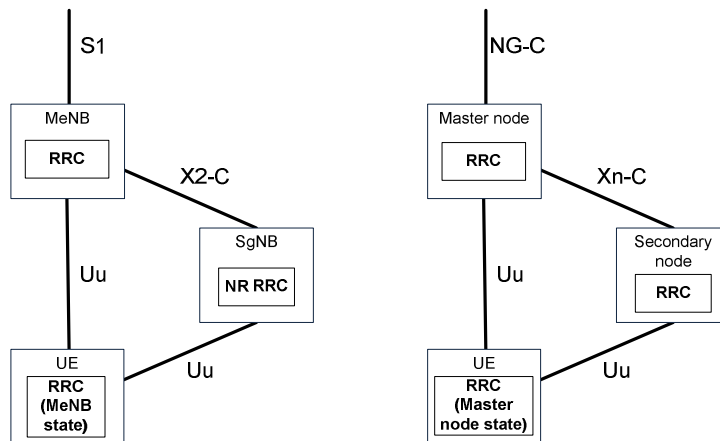 S1
MeNB
RRC
X2-C
SgNB
NR RRC
Uu
Uu
UE
RRC
(MeNB
state)
NG-C
Master node
RRC
Xn-C
Secondary
node
RRC
Uu
Uu
UE
RRC
(Master
node state)